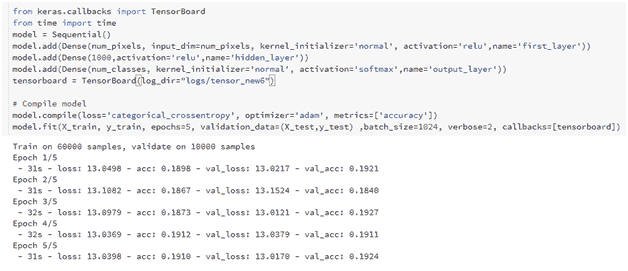 from keras.callbacks import TensorBoard
from time import time
model = Sequential()
model.add(Dense(num_pixels, input_dim=num_pixels, kernel_initializer='normal', activation='relu',name='first_layer'))
model.add(Dense(1000,activation='relu',name='hidden_layer'))
model.add(Dense(num_classes, kernel_initializer='normal', activation='softmax',name='output_layer'))
tensorboard = TensorBoard(log_dir="logs/tensor_new6")
# Compile model
model.compile(loss='categorical_crossentropy', optimizer='adam', metrics=['accuracy'])
model.fit(X_train, y_train, epochs=5, validation_data=(X_test,y_test) ,batch_size=1024, verbose=2, callbacks=[tensorboard])
Train on 60000 samples, validate on 10000 samples
Epoch 1/5
- 31s - loss: 13.0498 - acc: 0.1898 - val_loss: 13.0217 - val_acc: 0.1921
Epoch 2/5
- 31s - loss: 13.1082 - acc: 0.1867 - val_loss: 13.1524 - val_acc: 0.1840
Epoch 3/5
- 32s - loss: 13.0979 - acc: 0.1873 - val_loss: 13.0121 - val_acc: 0.1927
Epoch 4/5
- 32s - loss: 13.0369 - acc: 0.1912 - val_loss: 13.0379 - val_acc: 0.1911
Epoch 5/5
- 31s - loss: 13.0398 - acc: 0.1910 - val_loss: 13.0170 - val_acc: 0.1924